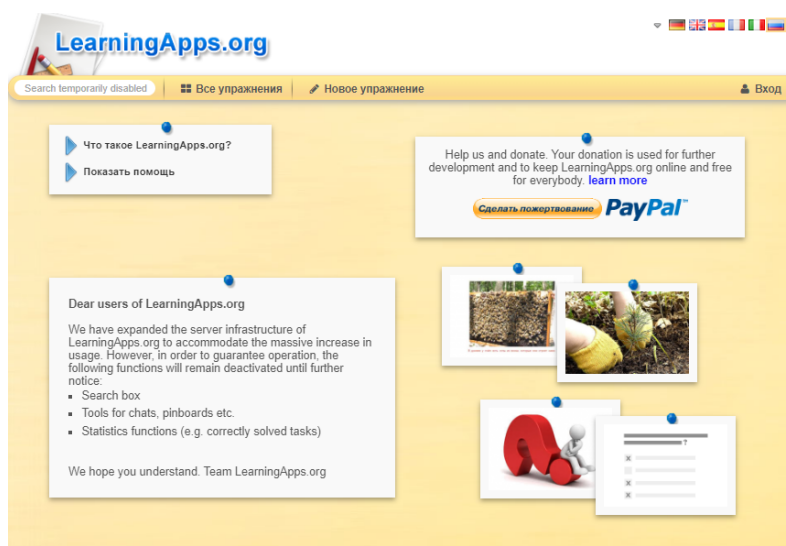 LearningApps.org
Search temporarily disabled
Все упражнения
Новое упражнение
Вход
Что такое LearningApps.org?
Показать помощь
Help us and donate. Your donation is used for further
development and to keep LearningApps.org online and free
for everybody. learn more
Сделать пожертвование PayPal™
Dear users of LearningApps.org
We have expanded the server infrastructure of
LearningApps.org to accommodate the massive increase in
usage. However, in order to guarantee operation, the
following functions will remain deactivated until further
notice:
Search box
Tools for chats, pinboards etc.
Statistics functions (e.g. correctly solved tasks)
We hope you understand. Team LearningApps.org
?
x
x
x